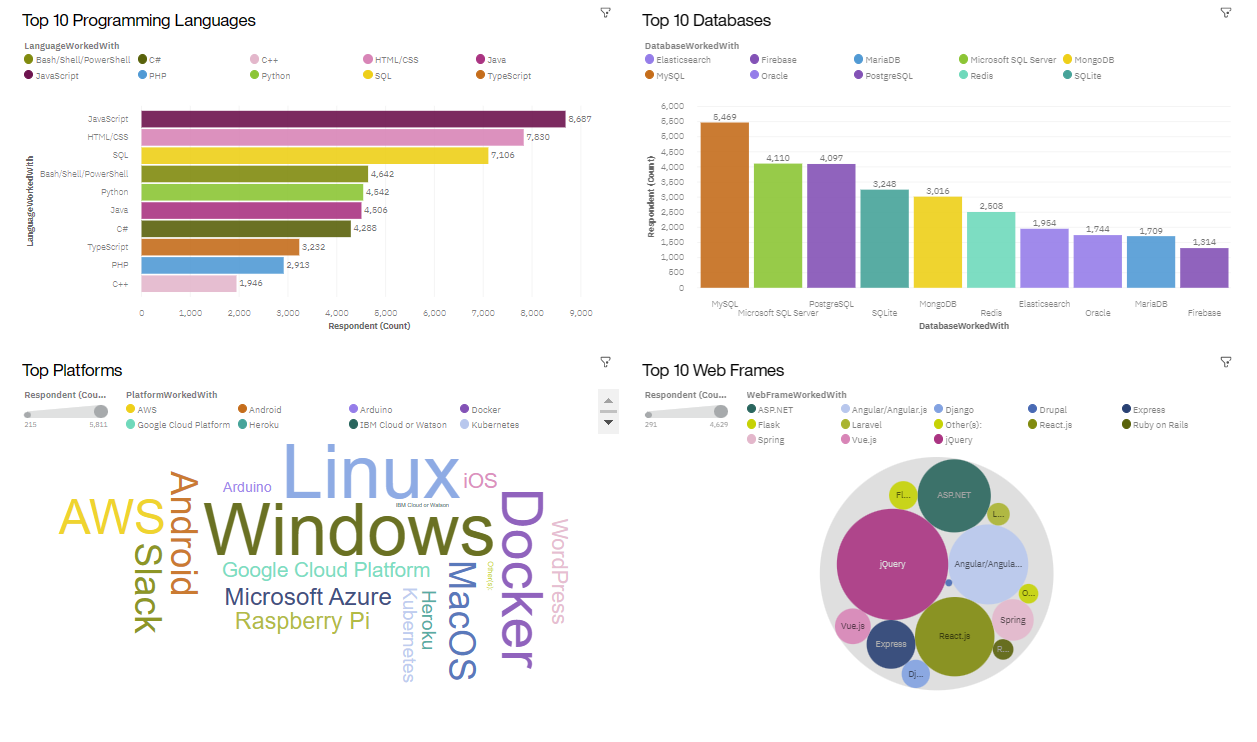 Top 10 Programming Languages
LanguageWorkedWith
Bash/Shell/PowerShell C# C++ HTML/CSS Java
JavaScript PHP Python SQL TypeScript
LanguageWorkedWith
JavaScript 8,687
HTML/CSS 7,830
SQL 7,106
Bash/Shell/PowerShell 4,642
Python 4,542
Java 4,506
C# 4,288
TypeScript 3,232
PHP 2,913
C++ 1,946
0 1,000 2,000 3,000 4,000 5,000 6,000 7,000 8,000 9,000
Respondent (Count)
Top 10 Databases
DatabaseWorkedWith
Elasticsearch Firebase MariaDB Microsoft SQL Server MongoDB
MySQL Oracle PostgreSQL Redis SQLite
Respondent (Count)
6,000
5,500
5,000
4,500
4,000
3,500
3,000
2,500
2,000
1,500
1,000
500
0
5,469 4,110 4,097 3,248 3,016 2,508 1,954 1,744 1,709 1,314
MySQL PostgreSQL MongoDB Elasticsearch MariaDB
Microsoft SQL Server SQLite Redis Oracle Firebase
DatabaseWorkedWith
Top Platforms
Respondent (Cou... PlatformWorkedWith
215 5,811
AWS Android Arduino Docker
Google Cloud Platform Heroku IBM Cloud or Watson Kubernetes
Linux
iOS
Arduino
Android
AWS
IBM Cloud or Watson
Windows
Docker
WordPress
Slack
Google Cloud Platform
Other(s):
MacOS
Microsoft Azure
Kubernetes
Heroku
Raspberry Pi
Top 10 Web Frames
Respondent (Cou... WebFrameWorkedWith
291 4,629
ASP.NET Angular/Angular.js Django Drupal Express
Flask Laravel Other(s): React.js Ruby on Rails
Spring Vue.js jQuery
Fl... ASP.NET
L...
jQuery Angular/Angula...
O...
Spring
Vue.js
React.js
Express
R...
Dj...